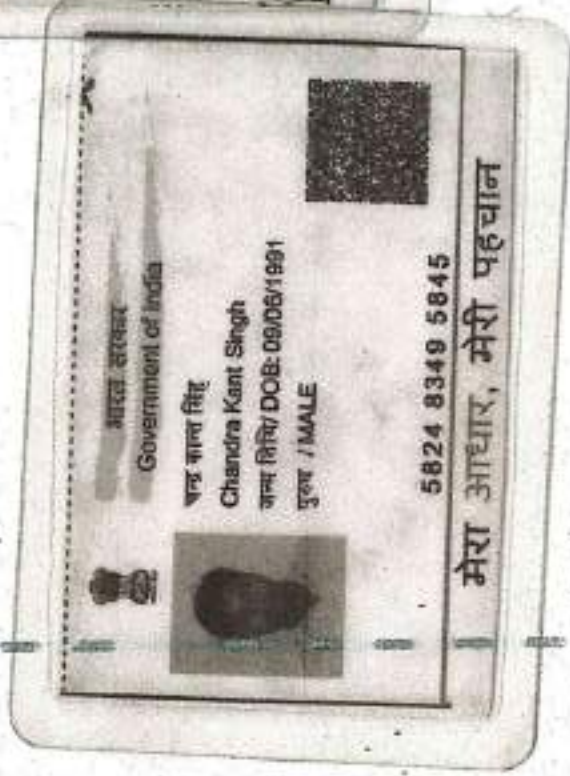 भारत सरकार
Government of India
चन्द्र कान्त सिंह
Chandra Kant Singh
जन्म तिथि/ DOB: 09/06/1991
पुरुष / MALE
5824 8349 5845
मेरा आधार, मेरी पहचान